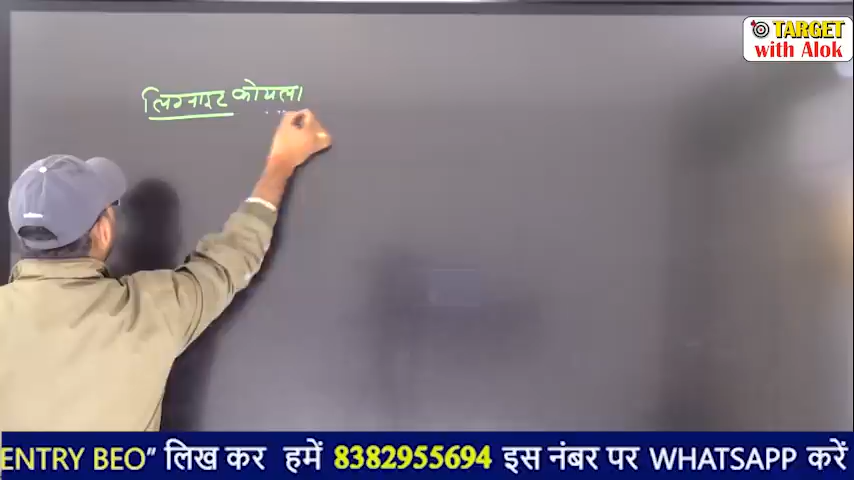 TARGET
with Alok
लिग्नाइट कोयला
ENTRY BEO" लिख कर हमें 8382955694 इस नंबर पर WHATSAPP करें